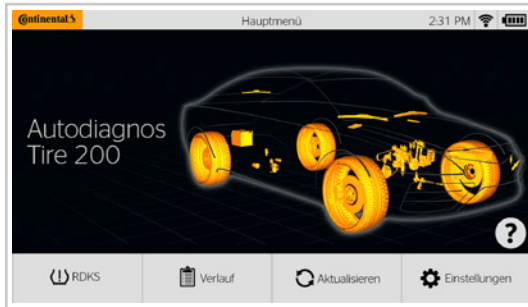 Continental
Hauptmenü
2:31 PM
Autodiagnos
Tire 200
?
RDKS
Verlauf
Aktualisieren
Einstellungen